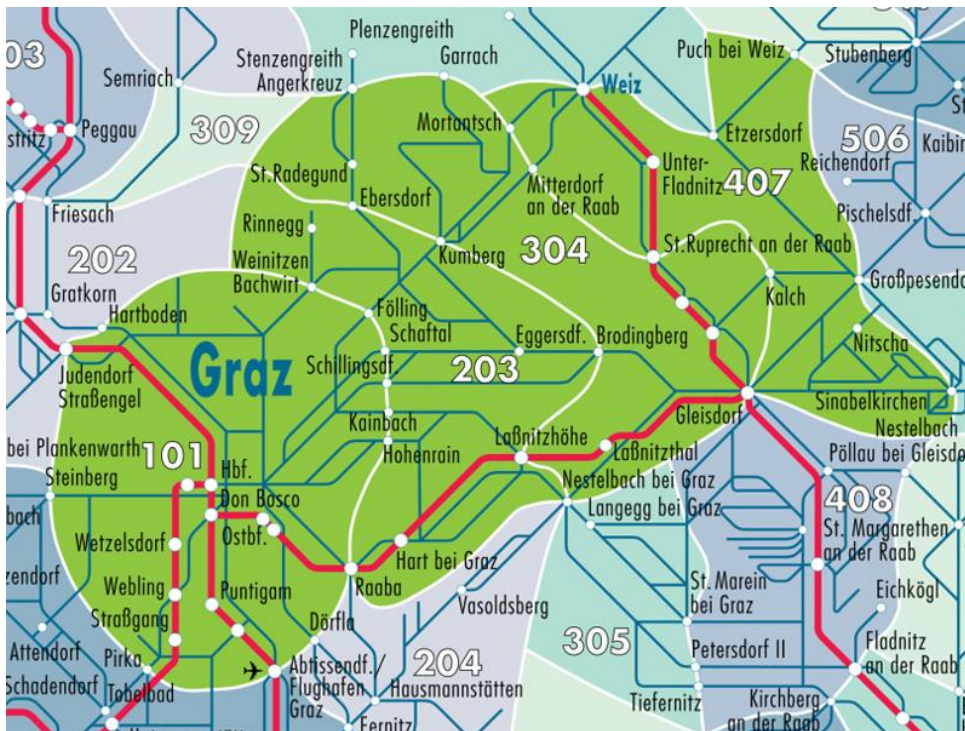 Plenzengreith
Stenzengreith
Angerkreuz
Garrach
Puch bei Weiz
Stubenberg
03
Semriach
Weiz
Peggau
309
Mortantsch
Etzersdorf
506
St.Radegund
Unter-
Fladnitz
407
Reichendorf
Ebersdorf
Mitterdorf
an der Raab
Friesach
Rinnegg
304
St.Ruprecht an der Raab
Pischelsdf.
202
Weinitzen
Bachwirt
Kumberg
Gratkorn
Kalch
Hartboden
Fölling
Schaftal
Eggersdf.
Brodingberg
Nitscha
Graz
Judendorf
Straßengel
Schillingsdf.
203
Sinabelkirchen
Kainbach
Gleisdorf
Nestelbach
bei Plankenwarth
Steinberg
101
Hohenrain
Laßnitzhöhe
Laßnitzthal
Hbf.
Don Bosco
Ostbf.
Nestelbach bei Graz
Langegg bei Graz
408
St. Margarethen
an der Raab
Wetzelsdorf
Hart bei Graz
Raaba
Webling
Straßgang
Puntigam
Vasoldsberg
St. Marein
bei Graz
Eichkögl
Dörfla
305
Attendorf
Pirka
204
Petersdorf II
Fladnitz
an der Raab
Schadendorf
Tobelbad
Abtissendf./
Flughafen
Graz
Hausmannstätten
Tiefernitz
Kirchberg
an der Raab
Fernitz